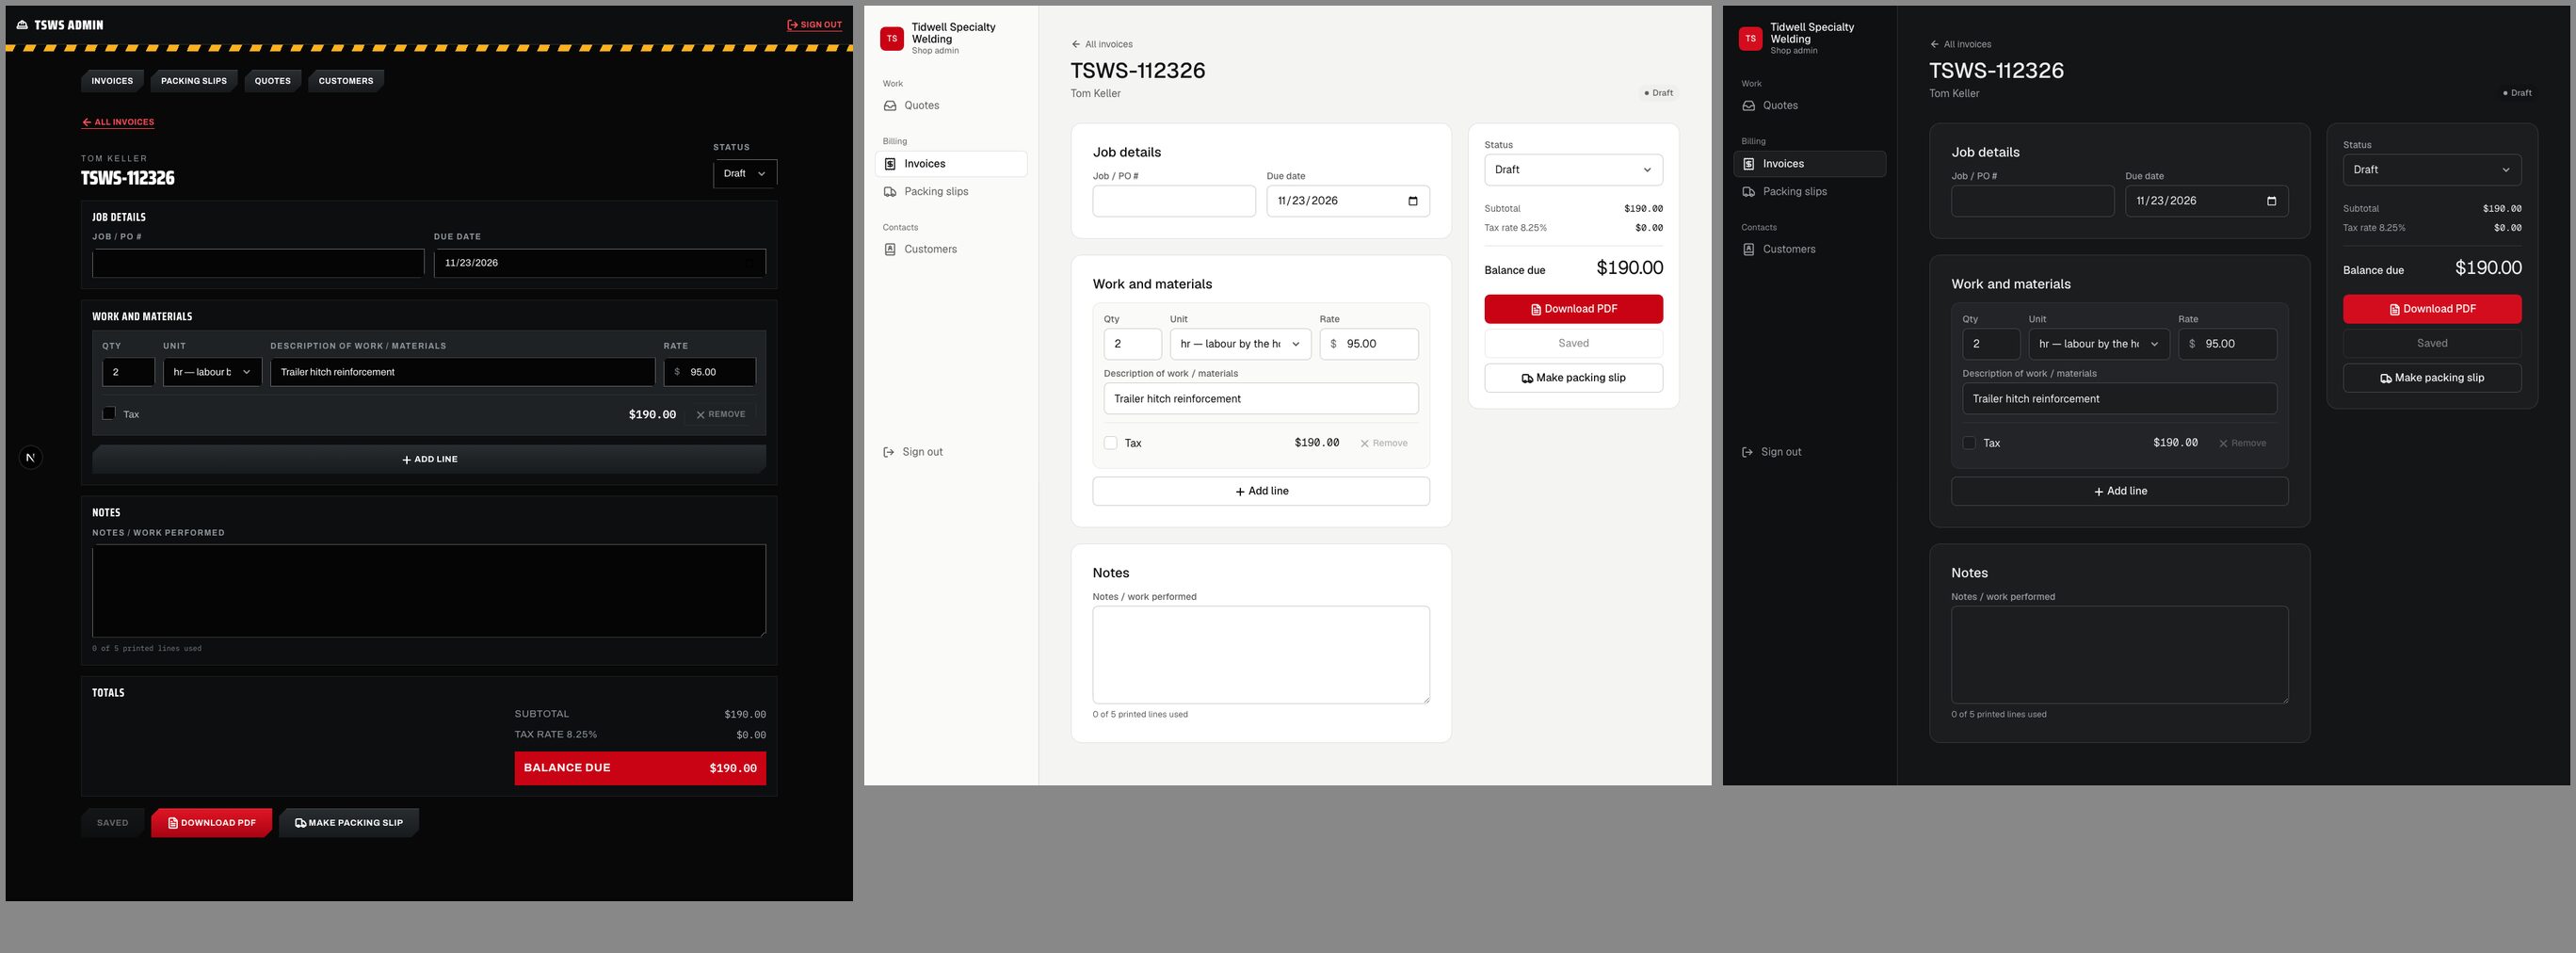 TSWS ADMIN
SIGN OUT
INVOICES
PACKING SLIPS
QUOTES
CUSTOMERS
ALL INVOICES
TOM KELLER
TSWS-112326
STATUS
Draft
JOB DETAILS
JOB / PO #
DUE DATE
11/23/2026
WORK AND MATERIALS
QTY
UNIT
DESCRIPTION OF WORK / MATERIALS
RATE
2
hr — labour b
Trailer hitch reinforcement
$ 95.00
Tax
$190.00
REMOVE
ADD LINE
N
NOTES
NOTES / WORK PERFORMED
0 of 5 printed lines used
TOTALS
SUBTOTAL
$190.00
TAX RATE 8.25%
$0.00
BALANCE DUE
$190.00
SAVED
DOWNLOAD PDF
MAKE PACKING SLIP
TS
Tidwell Specialty
Welding
Shop admin
Work
Quotes
Billing
Invoices
Packing slips
Contacts
Customers
Sign out
All invoices
TSWS-112326
Tom Keller
Draft
Job details
Job / PO #
Due date
11/23/2026
Work and materials
Qty
Unit
Rate
2
hr — labour by the ho
$ 95.00
Description of work / materials
Trailer hitch reinforcement
Tax
$190.00
Remove
Add line
Notes
Notes / work performed
0 of 5 printed lines used
Status
Draft
Subtotal
$190.00
Tax rate 8.25%
$0.00
Balance due
$190.00
Download PDF
Saved
Make packing slip
TS
Tidwell Specialty
Welding
Shop admin
Work
Quotes
Billing
Invoices
Packing slips
Contacts
Customers
Sign out
All invoices
TSWS-112326
Tom Keller
Draft
Job details
Job / PO #
Due date
11/23/2026
Work and materials
Qty
Unit
Rate
2
hr — labour by the ho
$ 95.00
Description of work / materials
Trailer hitch reinforcement
Tax
$190.00
Remove
Add line
Notes
Notes / work performed
0 of 5 printed lines used
Status
Draft
Subtotal
$190.00
Tax rate 8.25%
$0.00
Balance due
$190.00
Download PDF
Saved
Make packing slip